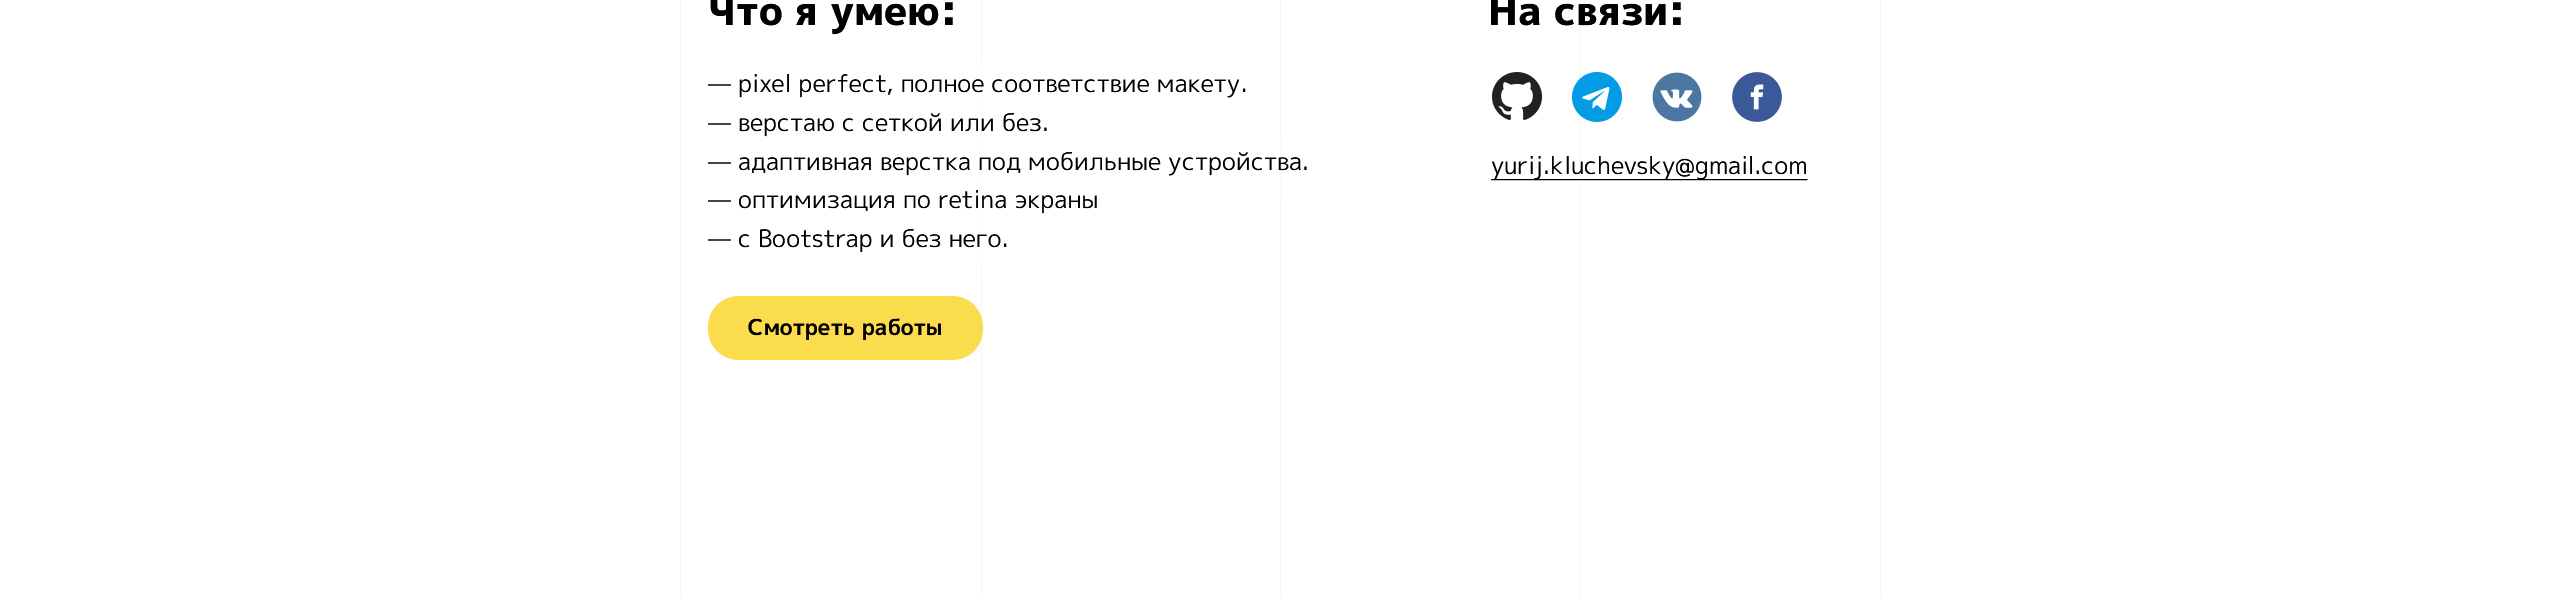 Что я умею:
— pixel perfect, полное соответствие макету.
— верстаю с сеткой или без.
— адаптивная верстка под мобильные устройства.
— оптимизация по retina экраны
— с Bootstrap и без него.
Смотреть работы
На связи:
yurij.kluchevsky@gmail.com